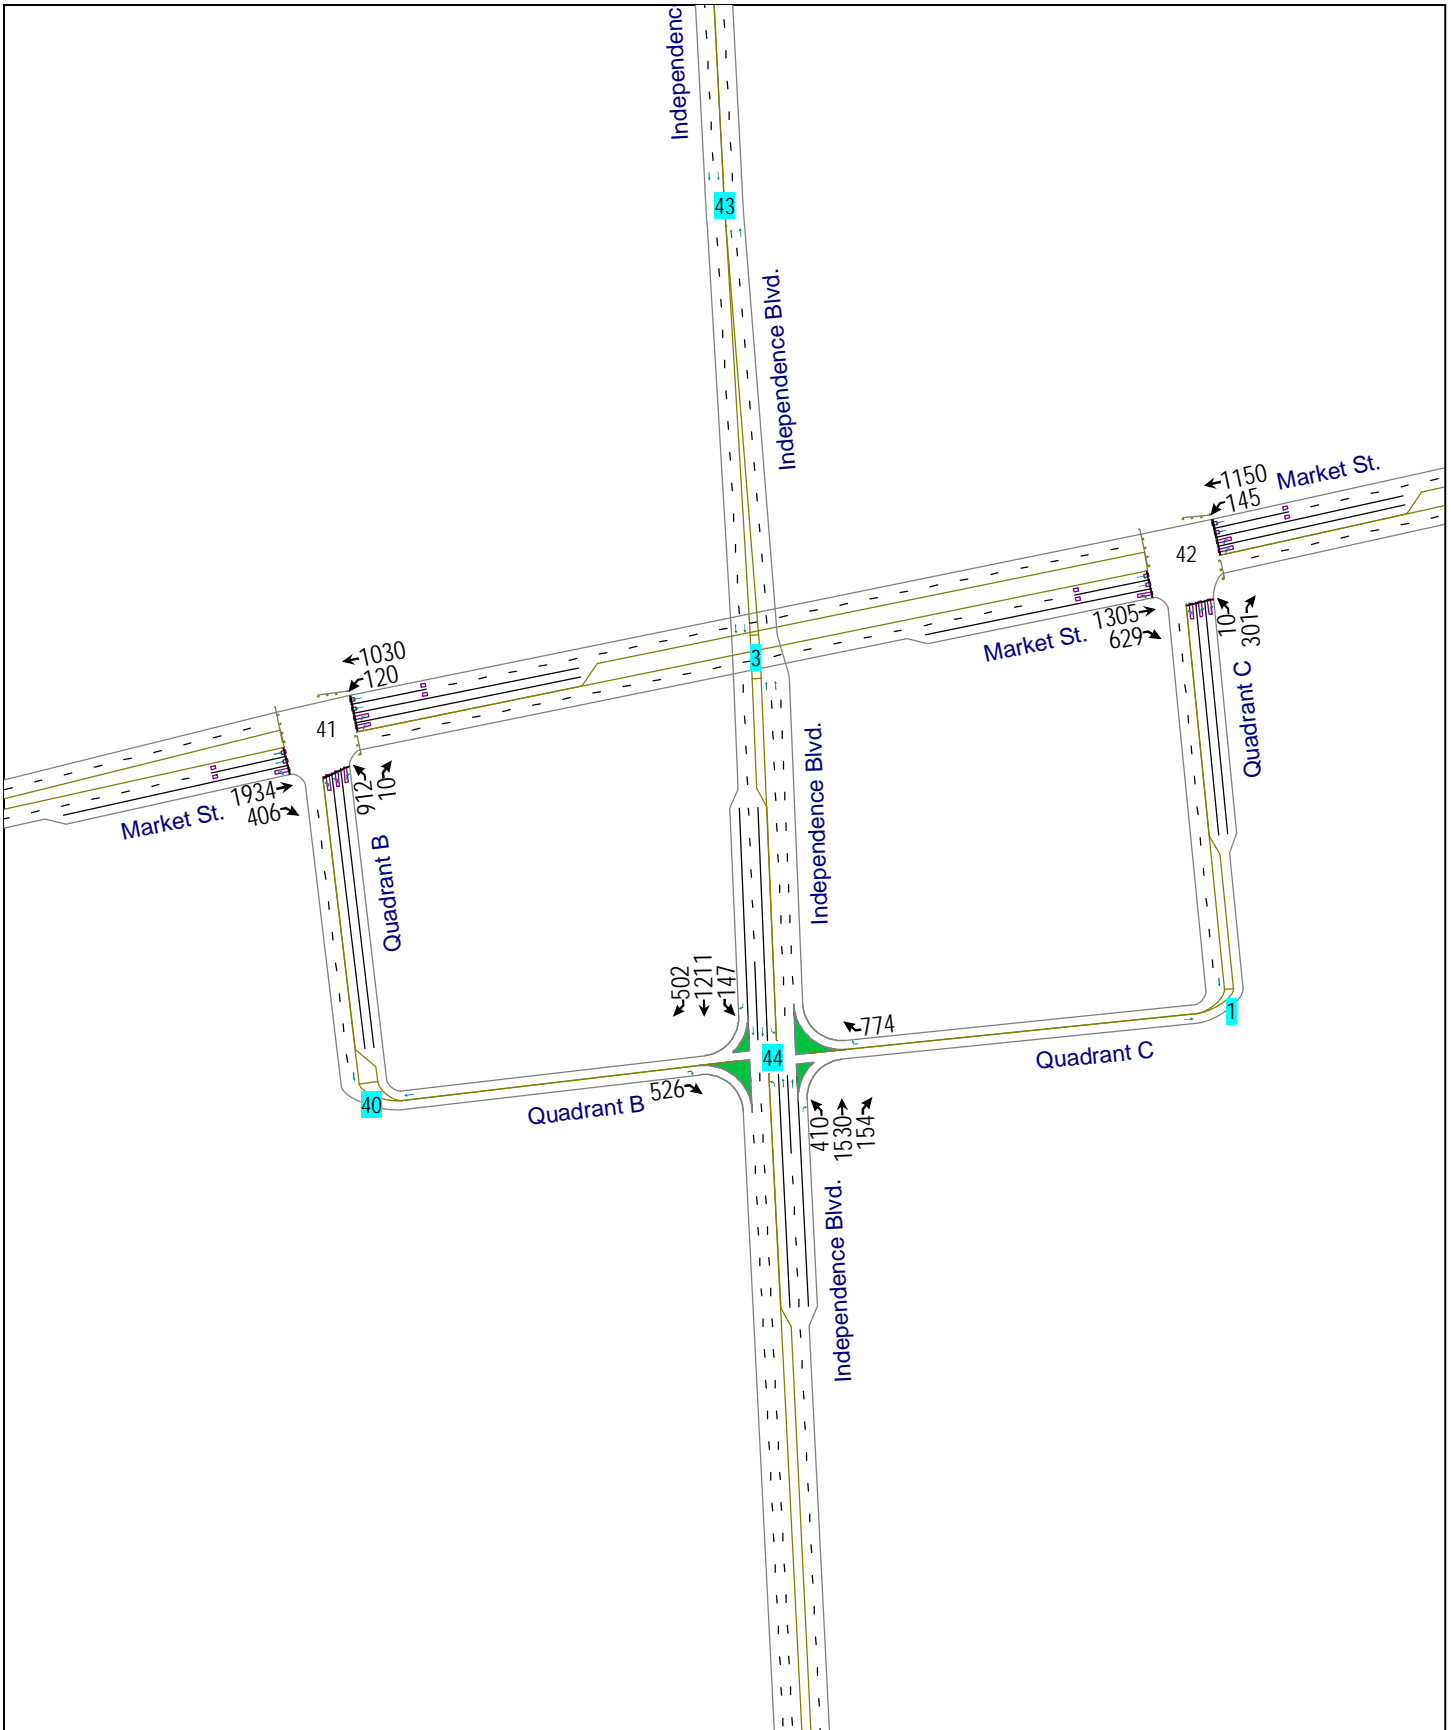 Independenc
43
Independence Blvd.
1150
145
Market St.
42
1305
629
Market St.
10
301
Quadrant C
3
1030
120
41
1934
406
Market St.
912
10
Quadrant B
Independence Blvd.
502
1211
147
774
44
1
Quadrant C
526
Quadrant B
40
410
1530
154
Independence Blvd.